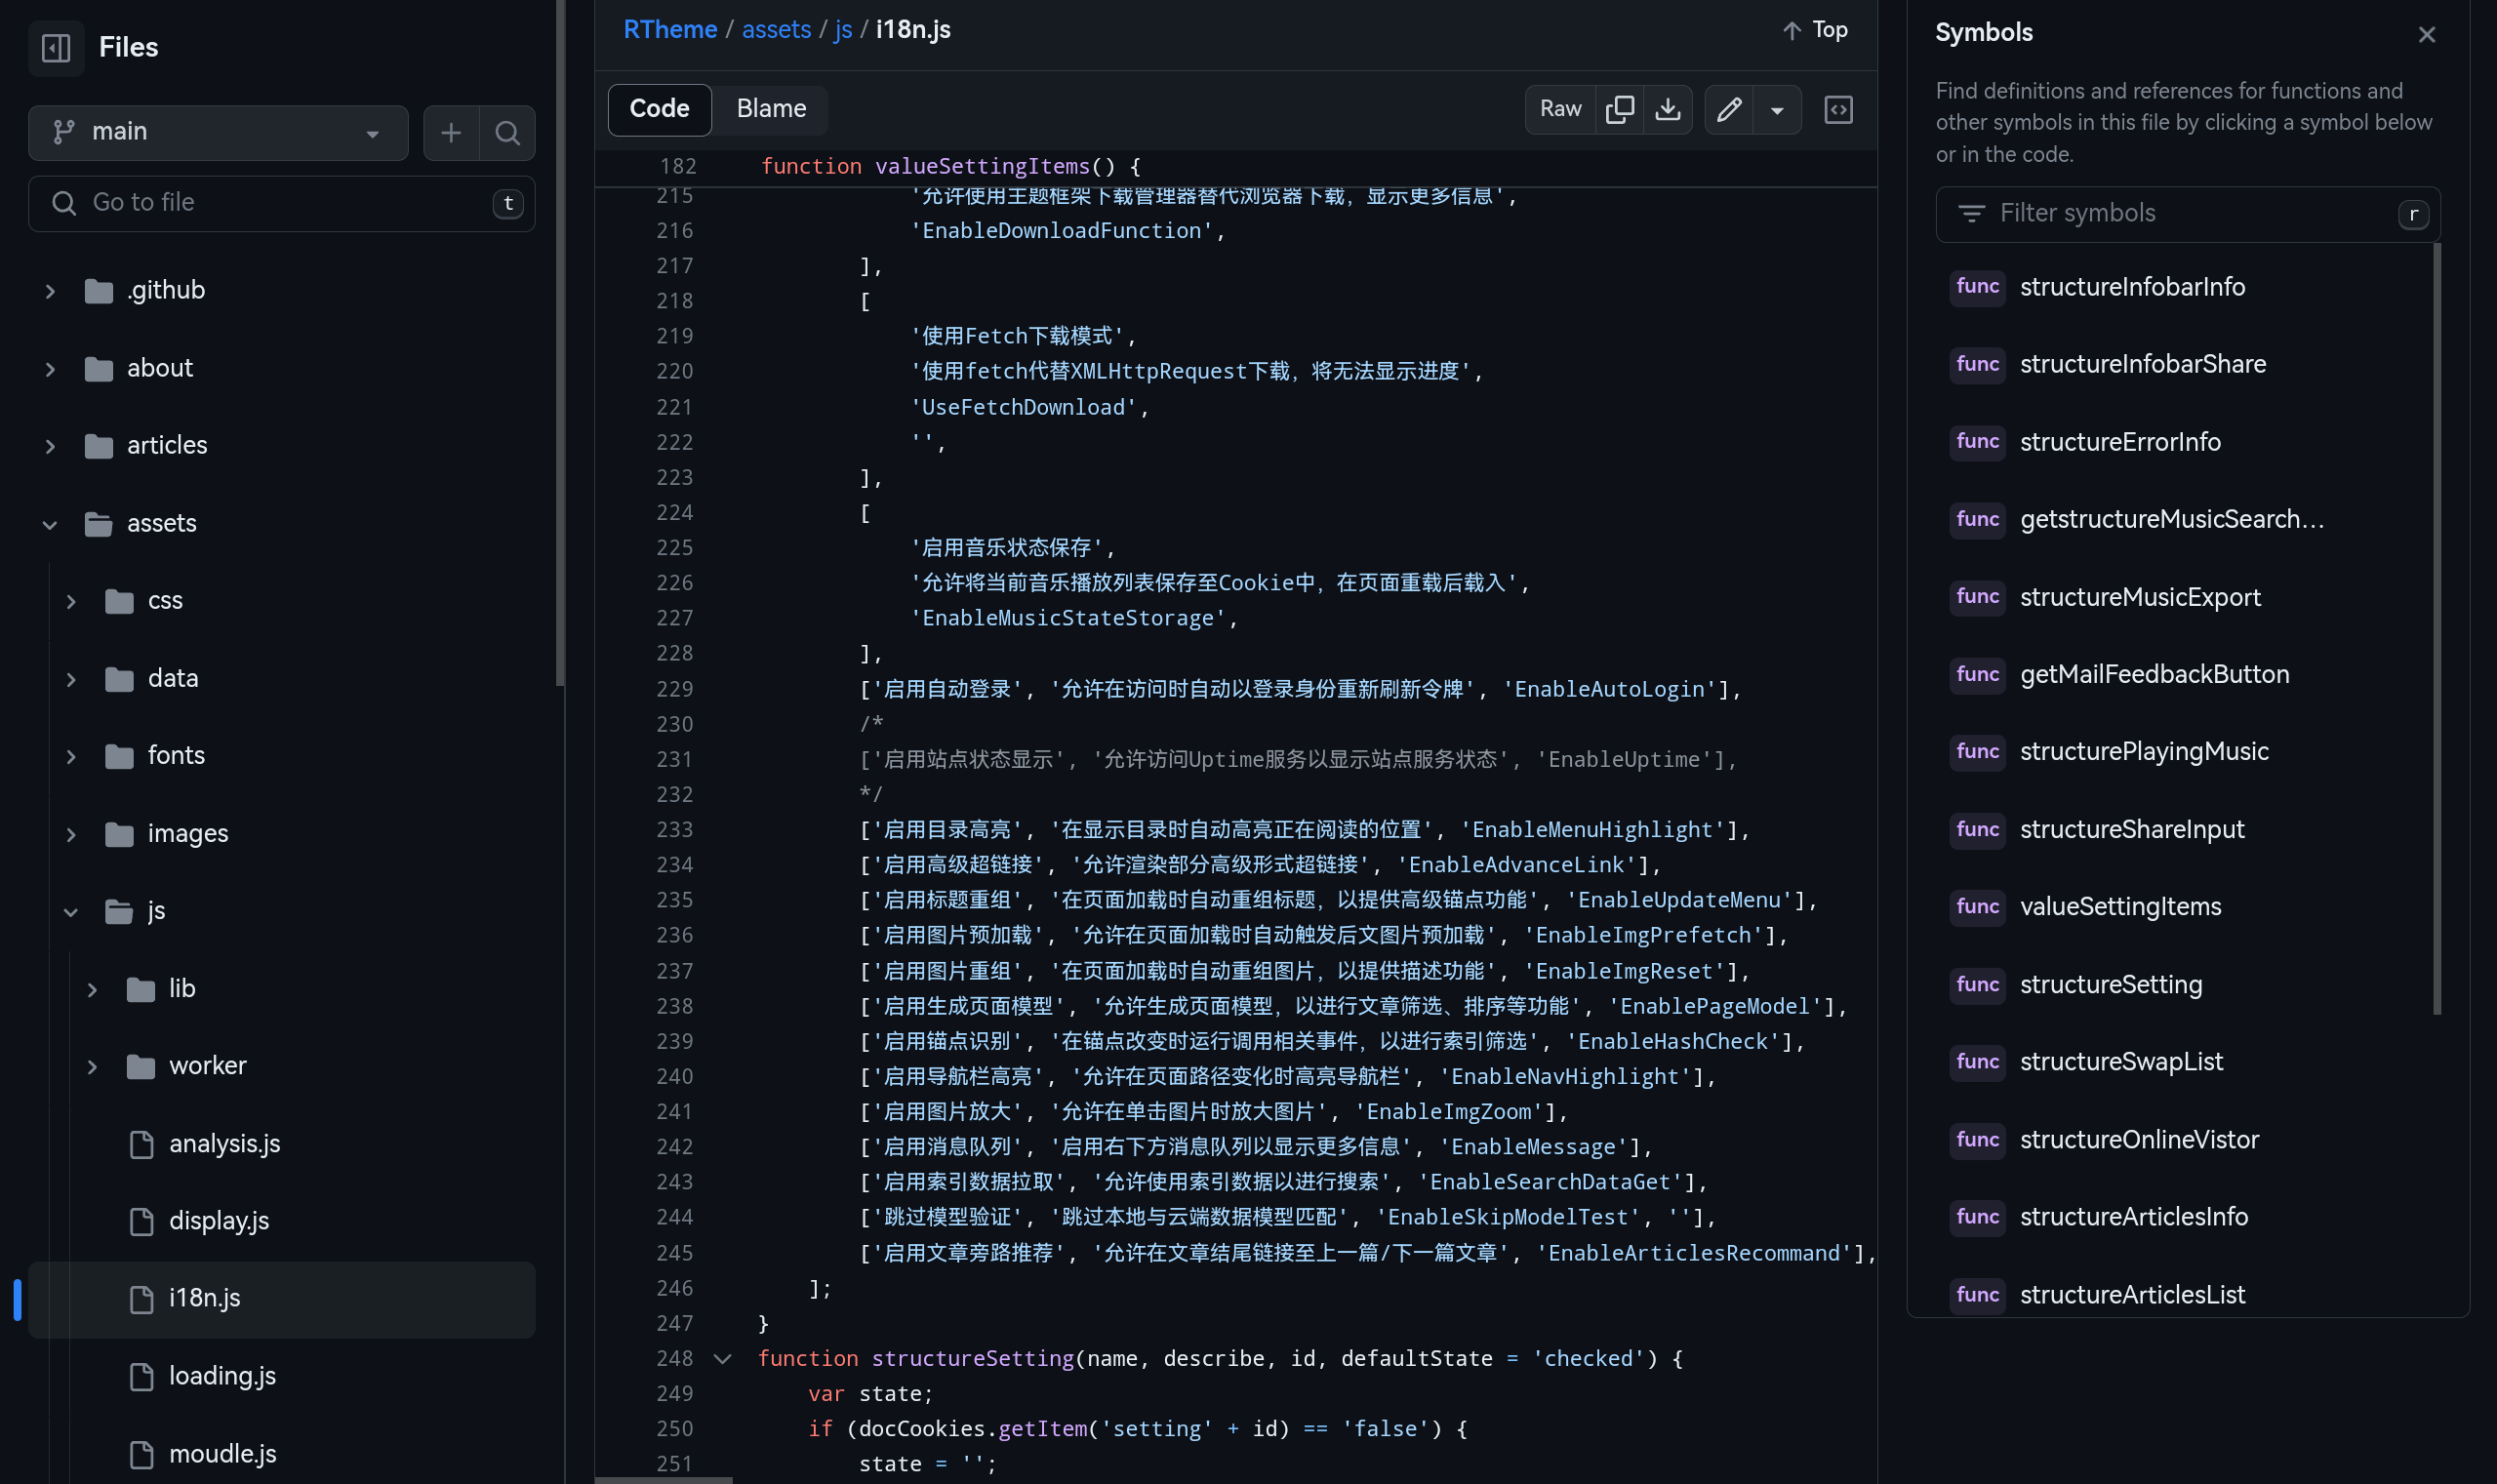 Files
main
Go to file
t
.github
about
articles
assets
css
data
fonts
images
js
lib
worker
analysis.js
display.js
i18n.js
loading.js
moudle.js
RTheme / assets / js / i18n.js
Top
Code
Blame
Raw
182 function valueSettingItems() {
215 '允许使用主题框架下载管理器替代浏览器下载，显示更多信息',
216 'EnableDownloadFunction',
217 ],
218 [
219 '使用Fetch下载模式',
220 '使用fetch代替XMLHttpRequest下载，将无法显示进度',
221 'UseFetchDownload',
222 '',
223 ],
224 [
225 '启用音乐状态保存',
226 '允许将当前音乐播放列表保存至Cookie中，在页面重载后载入',
227 'EnableMusicStateStorage',
228 ],
229 ['启用自动登录', '允许在访问时自动以登录身份重新刷新令牌', 'EnableAutoLogin'],
230 /*
231 ['启用站点状态显示', '允许访问Uptime服务以显示站点服务状态', 'EnableUptime'],
232 */
233 ['启用目录高亮', '在显示目录时自动高亮正在阅读的位置', 'EnableMenuHighlight'],
234 ['启用高级超链接', '允许渲染部分高级形式超链接', 'EnableAdvanceLink'],
235 ['启用标题重组', '在页面加载时自动重组标题，以提供高级锚点功能', 'EnableUpdateMenu'],
236 ['启用图片预加载', '允许在页面加载时自动触发后文图片预加载', 'EnableImgPrefetch'],
237 ['启用图片重组', '在页面加载时自动重组图片，以提供描述功能', 'EnableImgReset'],
238 ['启用生成页面模型', '允许生成页面模型，以进行文章筛选、排序等功能', 'EnablePageModel'],
239 ['启用锚点识别', '在锚点改变时运行调用相关事件，以进行索引筛选', 'EnableHashCheck'],
240 ['启用导航栏高亮', '允许在页面路径变化时高亮导航栏', 'EnableNavHighlight'],
241 ['启用图片放大', '允许在单击图片时放大图片', 'EnableImgZoom'],
242 ['启用消息队列', '启用右下方消息队列以显示更多信息', 'EnableMessage'],
243 ['启用索引数据拉取', '允许使用索引数据以进行搜索', 'EnableSearchDataGet'],
244 ['跳过模型验证', '跳过本地与云端数据模型匹配', 'EnableSkipModelTest', ''],
245 ['启用文章旁路推荐', '允许在文章结尾链接至上一篇/下一篇文章', 'EnableArticlesRecommand'],
246 ];
247 }
248 function structureSetting(name, describe, id, defaultState = 'checked') {
249 var state;
250 if (docCookies.getItem('setting' + id) == 'false') {
251 state = '';
Symbols
Find definitions and references for functions and
other symbols in this file by clicking a symbol below
or in the code.
Filter symbols
r
func structureInfobarInfo
func structureInfobarShare
func structureErrorInfo
func getstructureMusicSearch…
func structureMusicExport
func getMailFeedbackButton
func structurePlayingMusic
func structureShareInput
func valueSettingItems
func structureSetting
func structureSwapList
func structureOnlineVistor
func structureArticlesInfo
func structureArticlesList